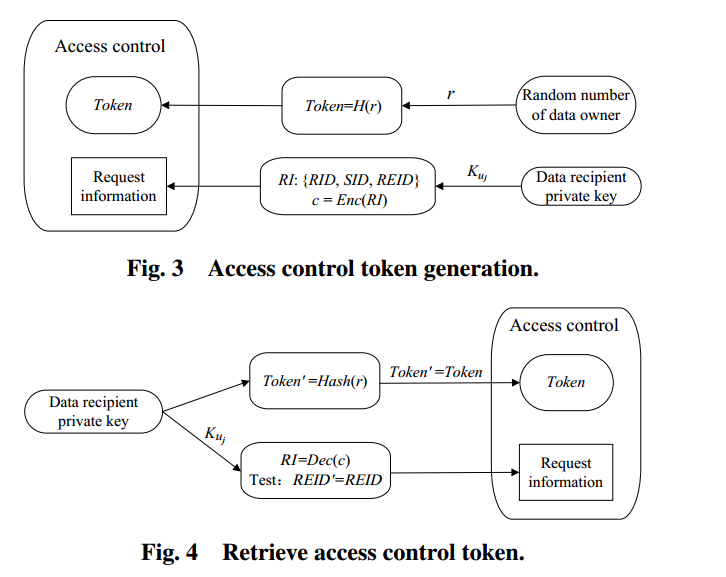 Access control
Token
Token=H(r)
r
Random number
of data owner
Request
information
RI: {RID, SID, REID}
c = Enc(RI)
K_{u_j}
Data recipient
private key
Fig. 3 Access control token generation.
Access control
Token'=Hash(r)
Token'=Token
Token
Data recipient
private key
K_{u_j}
RI=Dec(c)
Test: REID'=REID
Request
information
Fig. 4 Retrieve access control token.